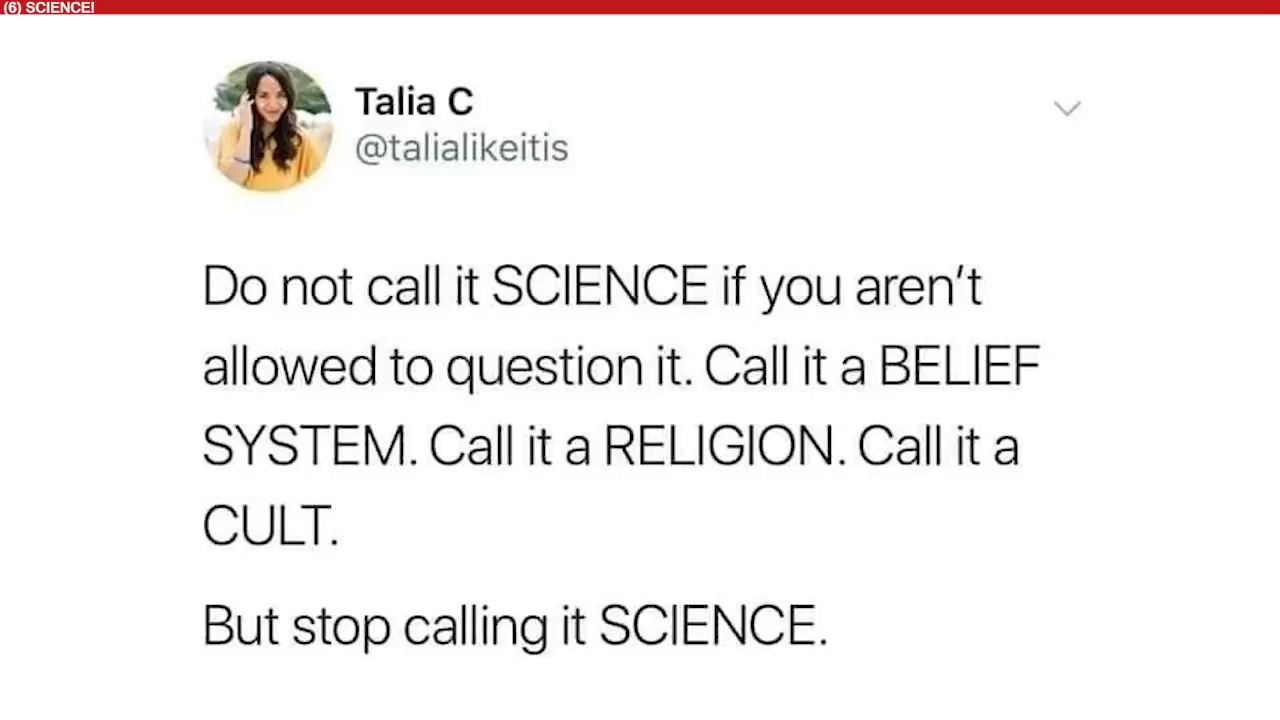 (6) SCIENCE!
Talia C
@talialikeitis
Do not call it SCIENCE if you aren't
allowed to question it. Call it a BELIEF
SYSTEM. Call it a RELIGION. Call it a
CULT.
But stop calling it SCIENCE.